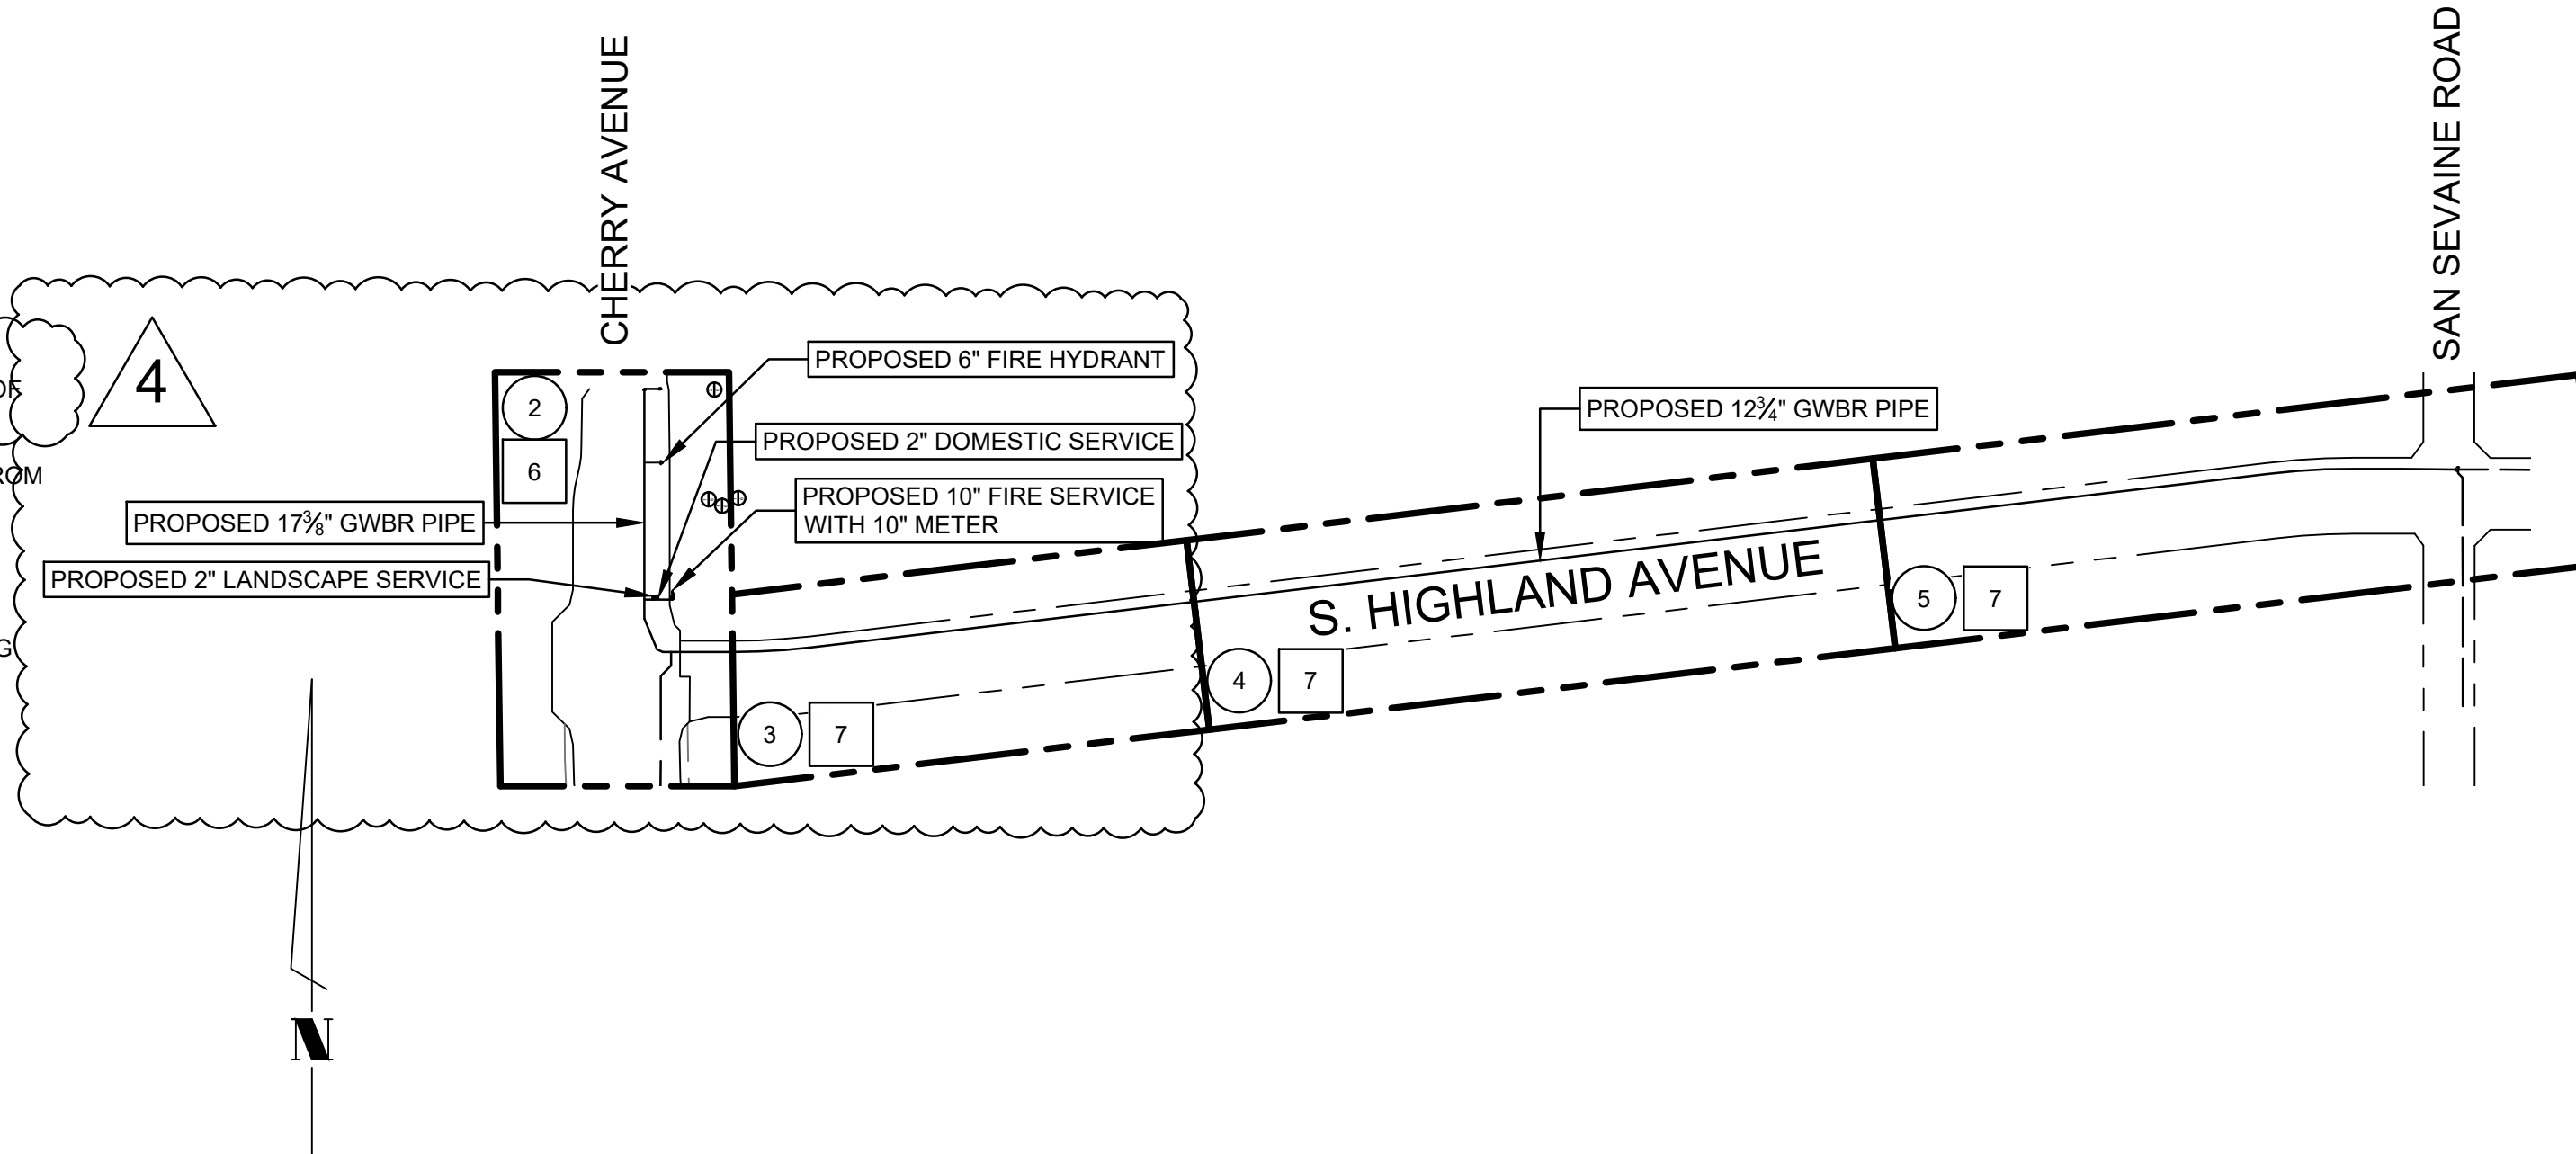 CHERRY AVENUE
SAN SEVAINE ROAD
4
OF
ROM
G
2
6
PROPOSED 6" FIRE HYDRANT
PROPOSED 2" DOMESTIC SERVICE
PROPOSED 10" FIRE SERVICE
WITH 10" METER
PROPOSED 17⅜" GWBR PIPE
PROPOSED 2" LANDSCAPE SERVICE
PROPOSED 12¾" GWBR PIPE
S. HIGHLAND AVENUE
3
7
4
7
5
7
N